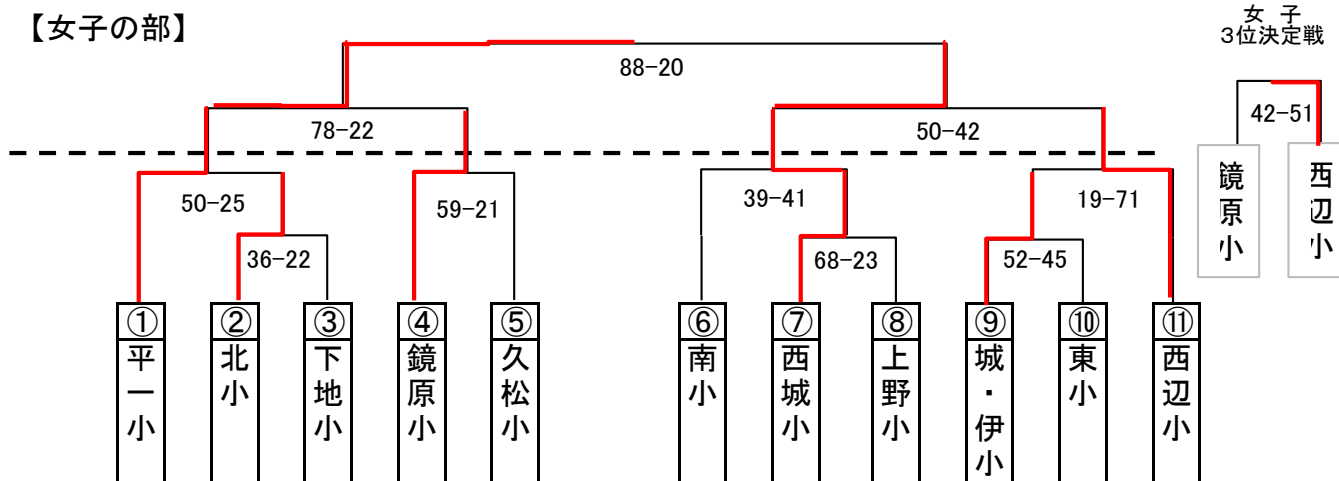 【女子の部】
女 子
3位決定戦
88-20
78-22
50-42
42-51
50-25
59-21
39-41
19-71
36-22
68-23
52-45
鏡原小
西辺小
① 平一小
② 北小
③ 下地小
④ 鏡原小
⑤ 久松小
⑥ 南小
⑦ 西城小
⑧ 上野小
⑨ 城・伊小
⑩ 東小
⑪ 西辺小